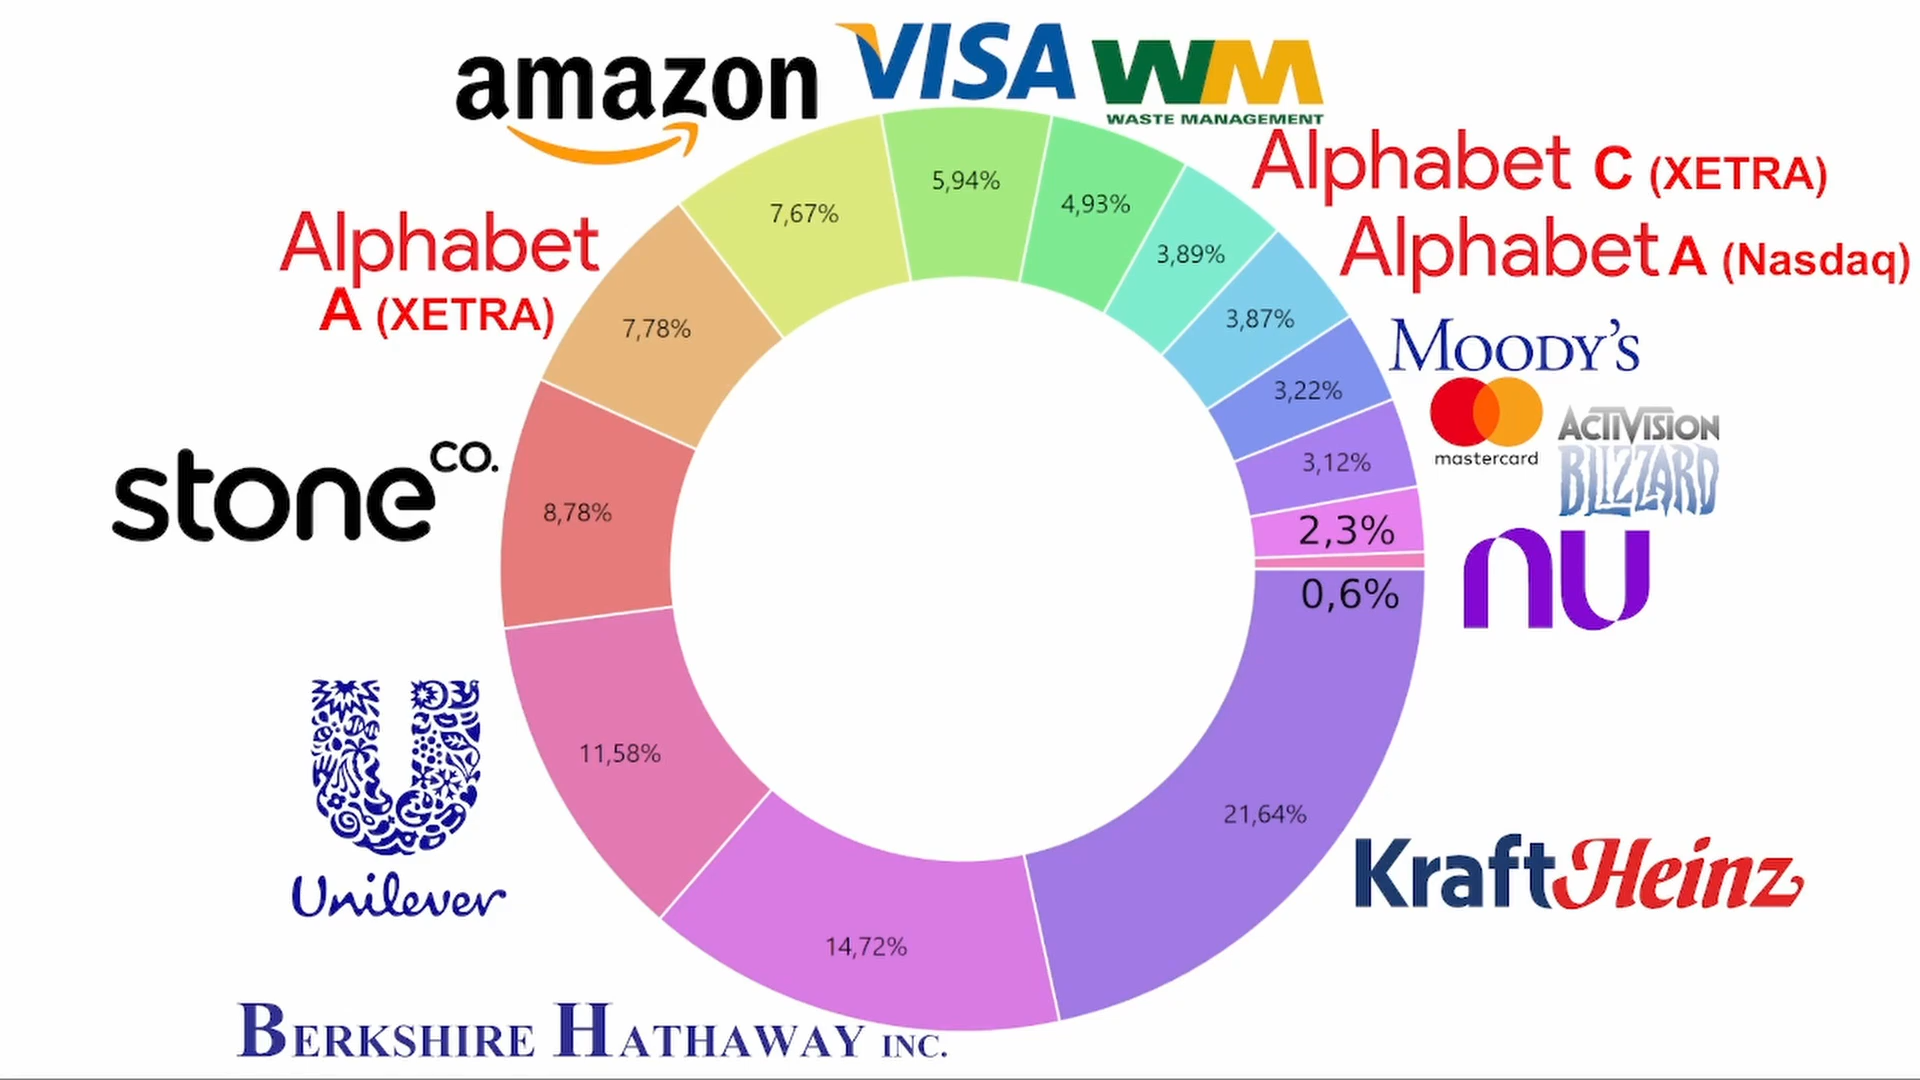 amazon
VISA
WM
WASTE MANAGEMENT
Alphabet C (XETRA)
Alphabet A (Nasdaq)
Alphabet
A (XETRA)
MOODY'S
mastercard
ACTIVISION
BLIZZARD
nu
stone co.
Unilever
KraftHeinz
BERKSHIRE HATHAWAY INC.
5,94%
4,93%
7,67%
3,89%
7,78%
3,87%
3,22%
3,12%
8,78%
2,3%
0,6%
11,58%
21,64%
14,72%